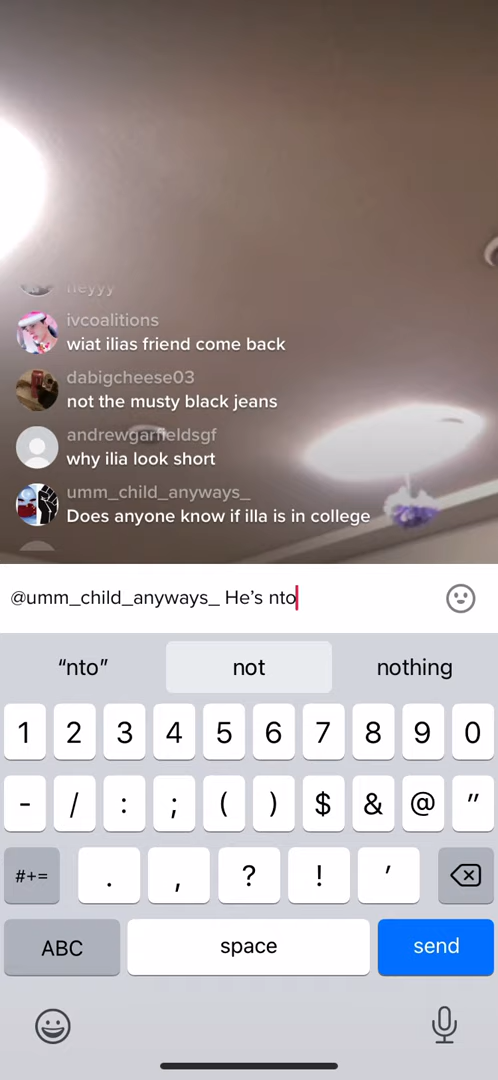 heyyy
ivcoalitions
wiat ilias friend come back
dabigcheese03
not the musty black jeans
andrewgarfieldsgf
why ilia look short
umm_child_anyways_
Does anyone know if illa is in college
@umm_child_anyways_ He's nto
“nto” not nothing
1 2 3 4 5 6 7 8 9 0
- / : ; ( ) $ & @ "
#+= . , ? ! '
ABC space send